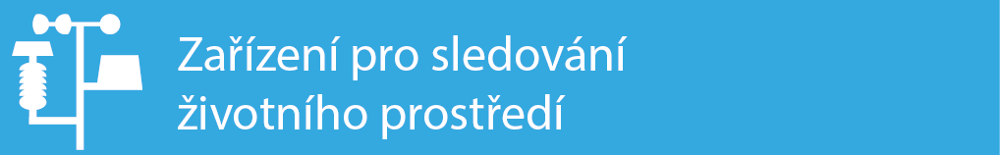 Zařízení pro sledování
životního prostředí